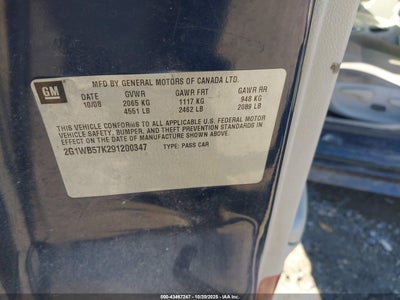 GM
MFD BY GENERAL MOTORS OF CANADA LTD.
DATE GVWR GAWR FRT GAWR RR
10/08 2065 KG 1117 KG 948 KG
4551 LB 2462 LB 2089 LB
THIS VEHICLE CONFORMS TO ALL APPLICABLE U.S. FEDERAL MOTOR
VEHICLE SAFETY, BUMPER, AND THEFT PREVENTION STANDARDS IN
EFFECT ON THE DATE OF MANUFACTURE SHOWN ABOVE.
2G1WB57K291200347 TYPE: PASS CAR
© - 43467247 - 10/20/2025 - IAA Inc.